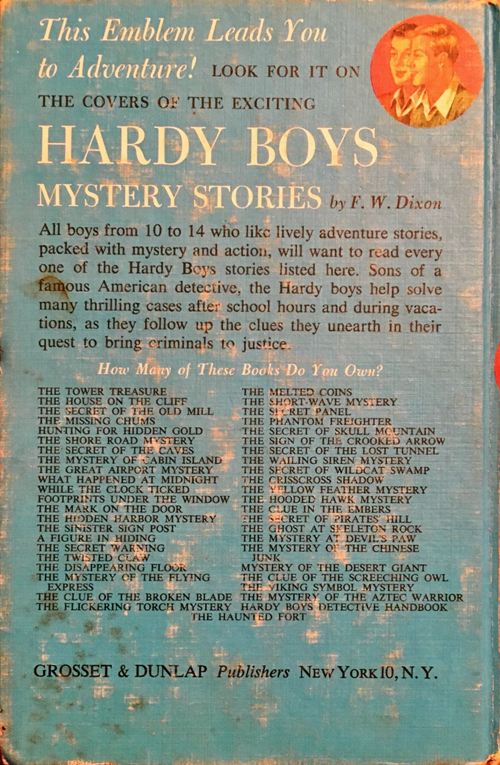 This Emblem Leads You
to Adventure! LOOK FOR IT ON
THE COVERS OF THE EXCITING
HARDY BOYS
MYSTERY STORIES by F. W. Dixon
All boys from 10 to 14 who like lively adventure stories,
packed with mystery and action, will want to read every
one of the Hardy Boys stories listed here. Sons of a
famous American detective, the Hardy boys help solve
many thrilling cases after school hours and during vaca-
tions, as they follow up the clues they unearth in their
quest to bring criminals to justice.
How Many of These Books Do You Own?
THE TOWER TREASURE
THE HOUSE ON THE CLIFF
THE SECRET OF THE OLD MILL
THE MISSING CHUMS
HUNTING FOR HIDDEN GOLD
THE SHORE ROAD MYSTERY
THE SECRET OF THE CAVES
THE MYSTERY OF CABIN ISLAND
THE GREAT AIRPORT MYSTERY
WHAT HAPPENED AT MIDNIGHT
WHILE THE CLOCK TICKED
FOOTPRINTS UNDER THE WINDOW
THE MARK ON THE DOOR
THE HIDDEN HARBOR MYSTERY
THE SINISTER SIGN POST
A FIGURE IN HIDING
THE SECRET WARNING
THE TWISTED CLAW
THE DISAPPEARING FLOOR
THE MYSTERY OF THE FLYING
EXPRESS
THE CLUE OF THE BROKEN BLADE
THE FLICKERING TORCH MYSTERY
THE MELTED COINS
THE SHORT-WAVE MYSTERY
THE SECRET PANEL
THE PHANTOM FREIGHTER
THE SECRET OF SKULL MOUNTAIN
THE SIGN OF THE CROOKED ARROW
THE SECRET OF THE LOST TUNNEL
THE WAILING SIREN MYSTERY
THE SECRET OF WILDCAT SWAMP
THE CRISSCROSS SHADOW
THE YELLOW FEATHER MYSTERY
THE HOODED HAWK MYSTERY
THE CLUE IN THE EMBERS
THE SECRET OF PIRATES' HILL
THE GHOST AT SKELETON ROCK
THE MYSTERY AT DEVIL'S PAW
THE MYSTERY OF THE CHINESE
JUNK
MYSTERY OF THE DESERT GIANT
THE CLUE OF THE SCREECHING OWL
THE VIKING SYMBOL MYSTERY
THE MYSTERY OF THE AZTEC WARRIOR
HARDY BOYS DETECTIVE HANDBOOK
THE HAUNTED FORT
GROSSET & DUNLAP Publishers NEW YORK 10, N. Y.